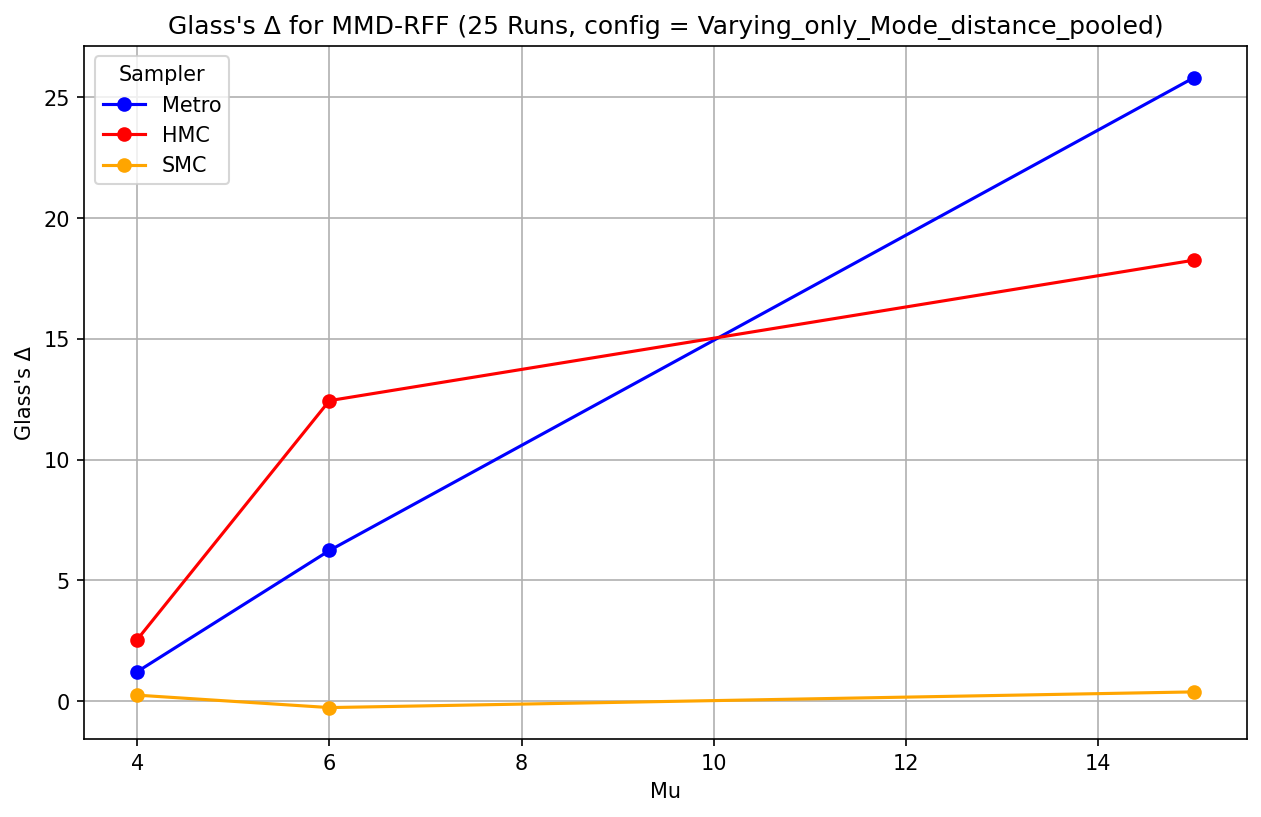 Glass's Δ for MMD-RFF (25 Runs, config = Varying_only_Mode_distance_pooled)
Sampler
Metro
HMC
SMC
25
20
15
10
5
0
Glass's Δ
4 6 8 10 12 14
Mu